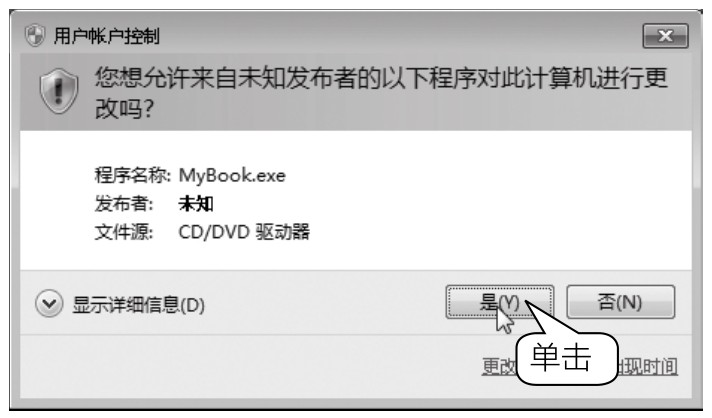 用户帐户控制
您想允许来自未知发布者的以下程序对此计算机进行更
改吗?
程序名称: MyBook.exe
发布者: 未知
文件源: CD/DVD 驱动器
显示详细信息(D)
是(Y)
否(N)
单击
更改
出现时间